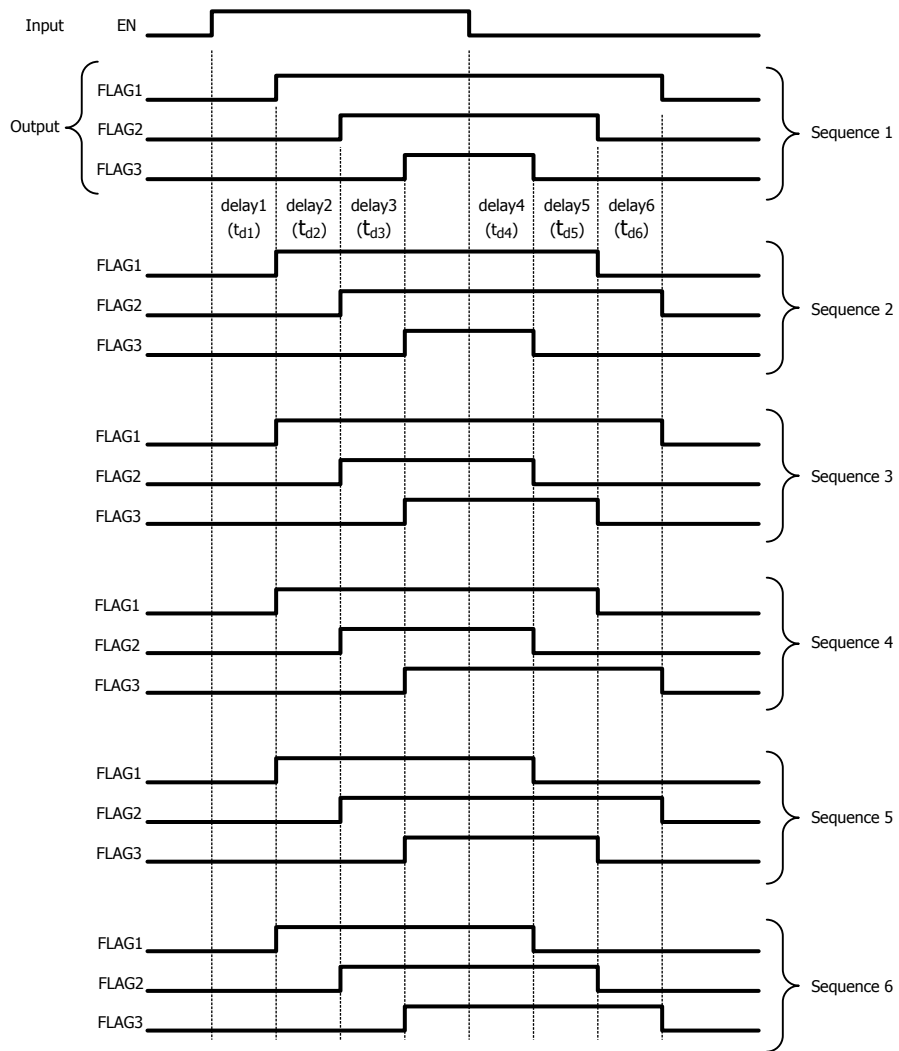 Input EN
FLAG1
Output FLAG2 Sequence 1
FLAG3
delay1 delay2 delay3 delay4 delay5 delay6
(td1) (td2) (td3) (td4) (td5) (td6)
FLAG1
FLAG2 Sequence 2
FLAG3
FLAG1
FLAG2 Sequence 3
FLAG3
FLAG1
FLAG2 Sequence 4
FLAG3
FLAG1
FLAG2 Sequence 5
FLAG3
FLAG1
FLAG2 Sequence 6
FLAG3